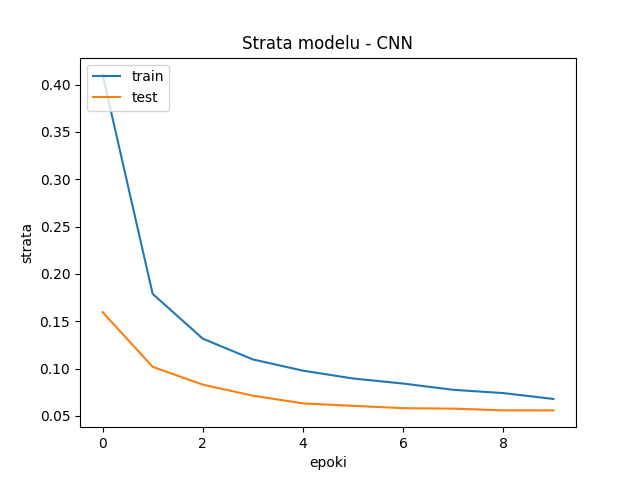 Strata modelu - CNN
train
test
0.40
0.35
0.30
0.25
0.20
0.15
0.10
0.05
strata
0 2 4 6 8
epoki